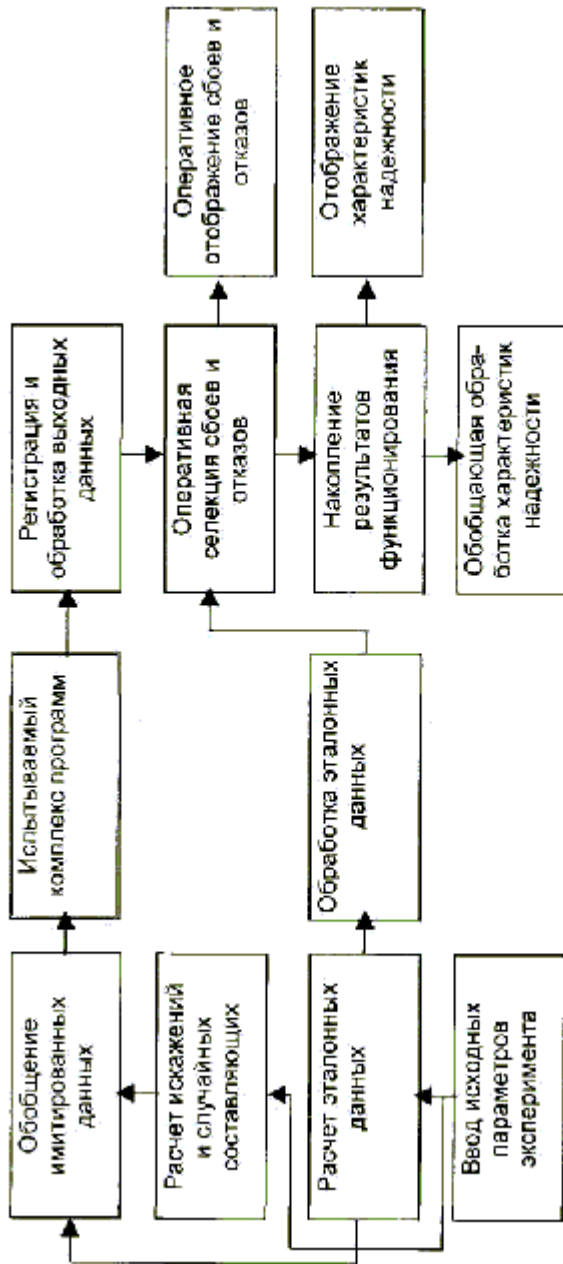 Обобщение
имитированных
данных
Испытываемый
комплекс программ
Регистрация и
обработка выходных
данных
Расчет искажений
и случайных
составляющих
Оперативная
селекция сбоев и
отказов
Оперативное
отображение сбоев и
отказов
Расчет эталонных
данных
Обработка эталонных
данных
Накопление
результатов
функционирования
Отображение
характеристик
надежности
Ввод исходных
параметров
эксперимента
Обобщающая обра-
ботка характеристик
надежности